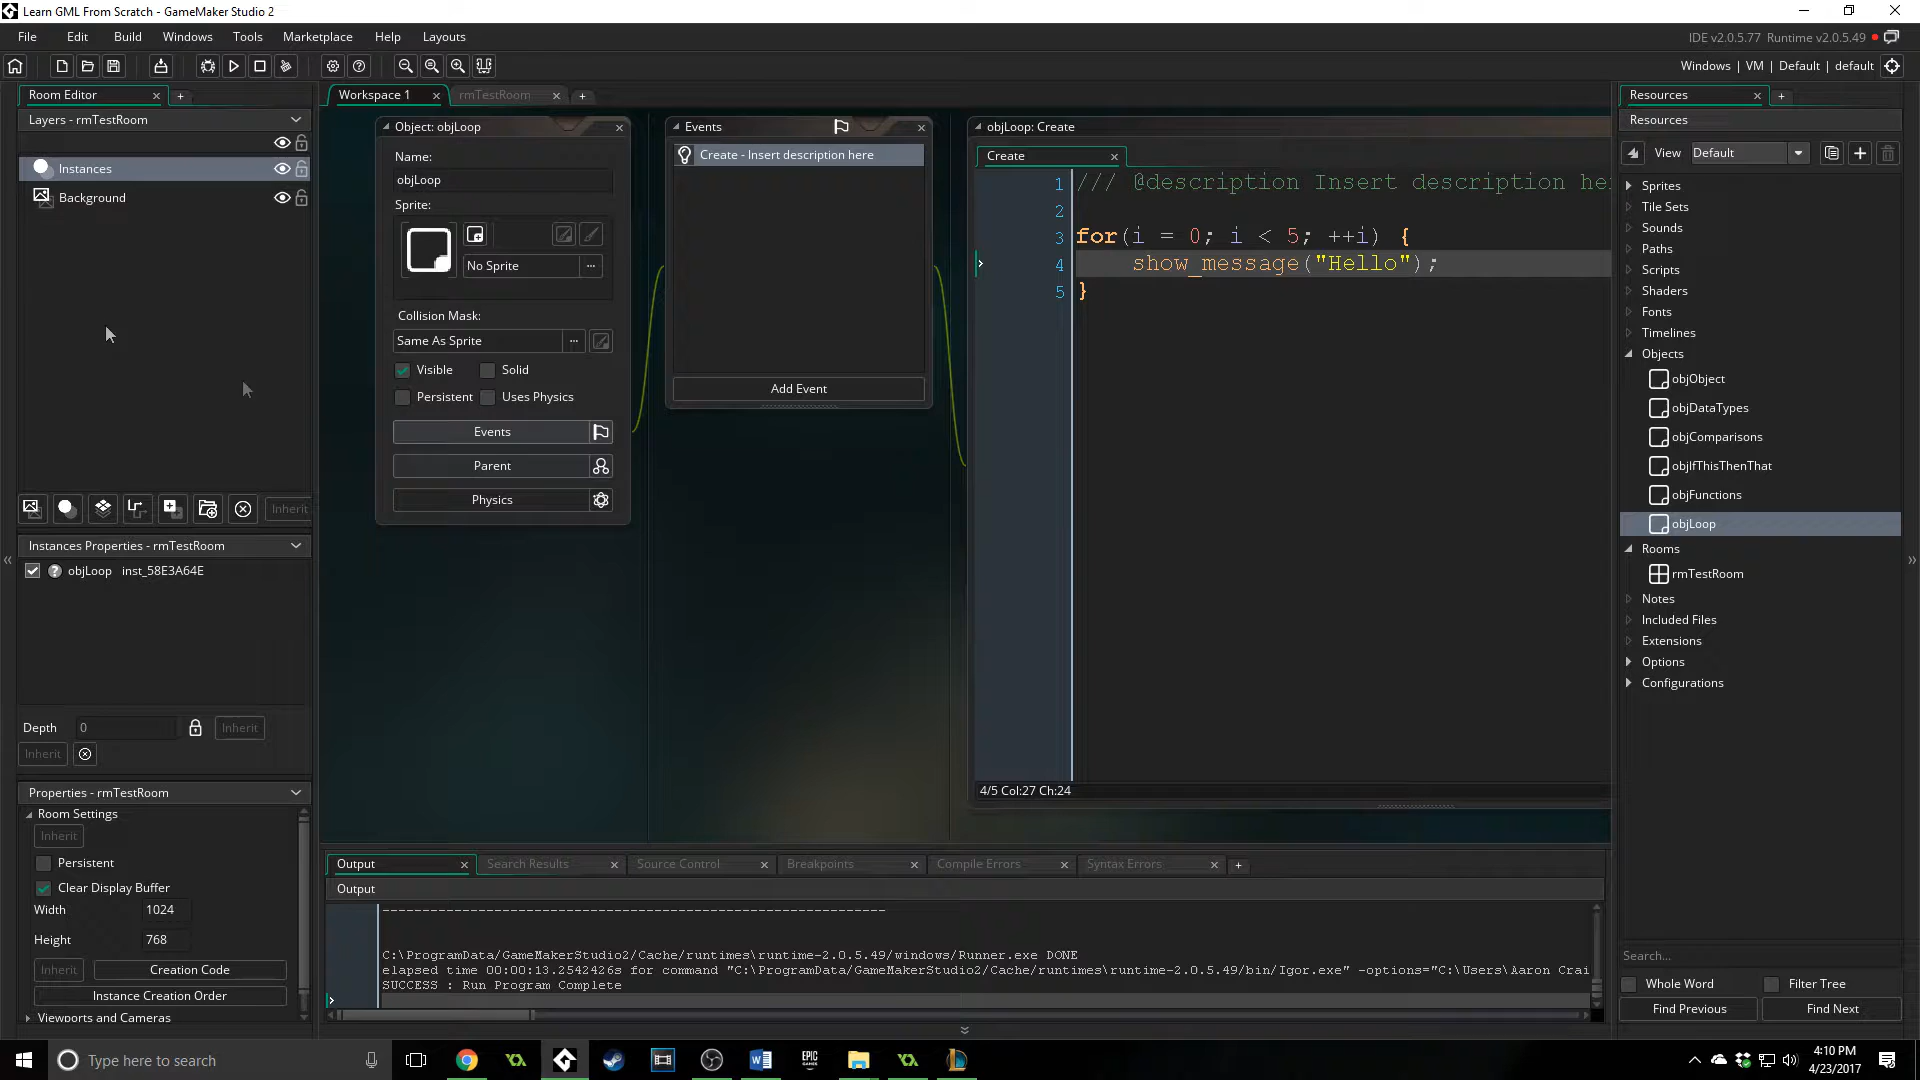 Learn GML From Scratch - GameMaker Studio 2
File Edit Build Windows Tools Marketplace Help Layouts
IDE v2.0.5.77 Runtime v2.0.5.49
Windows | VM | Default | default
Room Editor
Layers - rmTestRoom
Instances
Background
Inherit
Instances Properties - rmTestRoom
objLoop inst_58E3A64E
Depth 0 Inherit
Inherit
Properties - rmTestRoom
Room Settings
Inherit
Persistent
Clear Display Buffer
Width 1024
Height 768
Inherit Creation Code
Instance Creation Order
Viewports and Cameras
Workspace 1 rmTestRoom
Object: objLoop
Name:
objLoop
Sprite:
No Sprite
Collision Mask:
Same As Sprite
Visible Solid
Persistent Uses Physics
Events
Parent
Physics
Events
Create - Insert description here
Add Event
objLoop: Create
Create
1 /// @description Insert description her
2
3 for(i = 0; i < 5; ++i) {
4 show_message("Hello");
5 }
4/5 Col:27 Ch:24
Output Search Results Source Control Breakpoints Compile Errors Syntax Errors
Output
---------------------------------------------------------------
C:\ProgramData/GameMakerStudio2/Cache/runtimes\runtime-2.0.5.49/windows/Runner.exe DONE
elapsed time 00:00:13.2542426s for command "C:\ProgramData/GameMakerStudio2/Cache/runtimes\runtime-2.0.5.49/bin/Igor.exe" -options="C:\Users\Aaron Crai
SUCCESS : Run Program Complete
Resources
Resources
View Default
Sprites
Tile Sets
Sounds
Paths
Scripts
Shaders
Fonts
Timelines
Objects
objObject
objDataTypes
objComparisons
objIfThisThenThat
objFunctions
objLoop
Rooms
rmTestRoom
Notes
Included Files
Extensions
Options
Configurations
Search...
Whole Word Filter Tree
Find Previous Find Next
Type here to search
EPIC GAMES
4:10 PM
4/23/2017